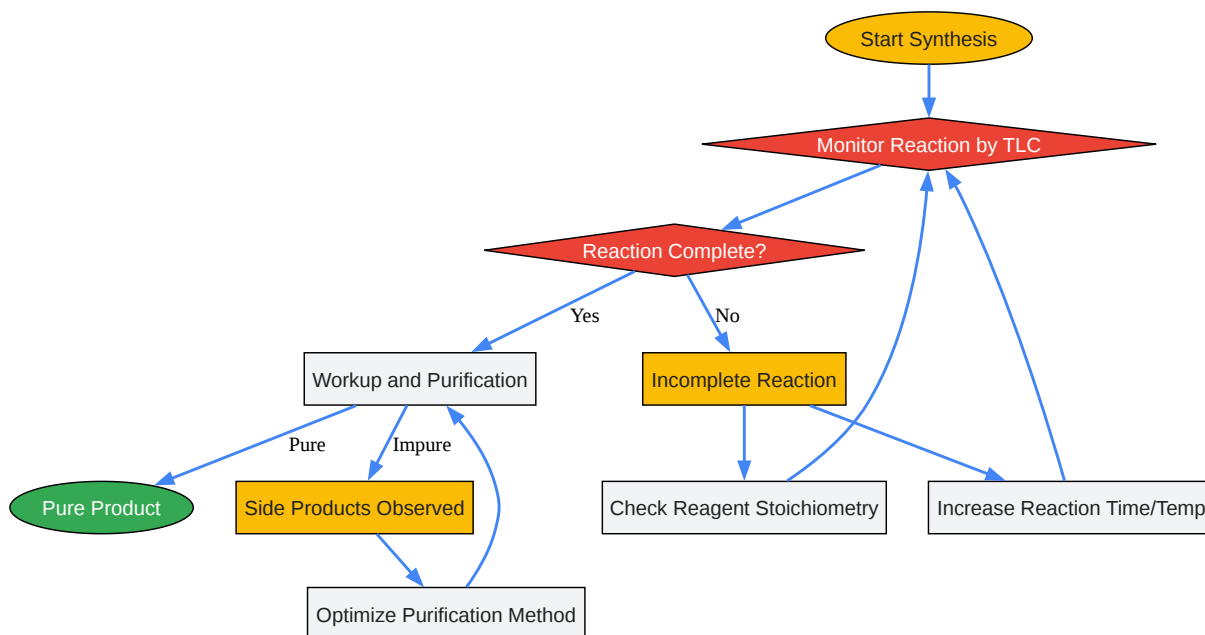 Start Synthesis
Monitor Reaction by TLC
Reaction Complete?
Yes
No
Workup and Purification
Incomplete Reaction
Pure
Impure
Pure Product
Side Products Observed
Check Reagent Stoichiometry
Increase Reaction Time/Temp
Optimize Purification Method